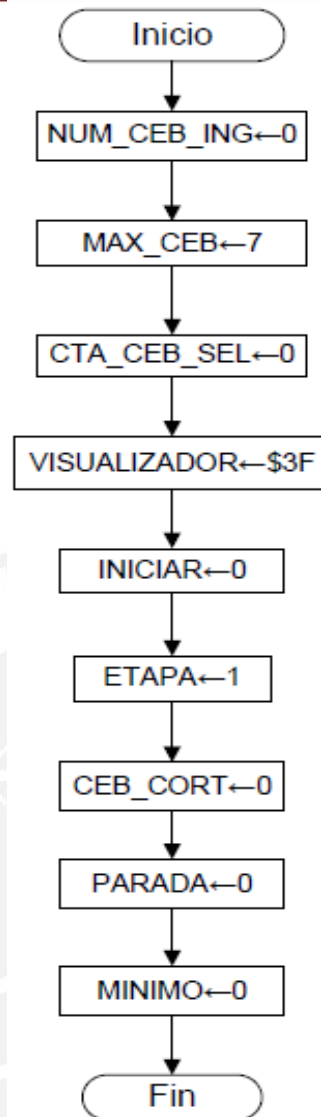 Inicio
NUM_CEB_ING←0
MAX_CEB←7
CTA_CEB_SEL←0
VISUALIZADOR←$3F
INICIAR←0
ETAPA←1
CEB_CORT←0
PARADA←0
MINIMO←0
Fin